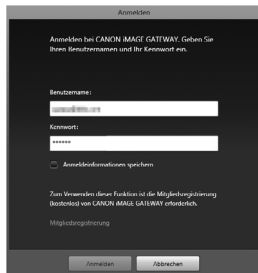 Anmelden
Anmelden bei CANON iMAGE GATEWAY. Geben Sie
Ihren Benutzernamen und Ihr Kennwort ein.
Benutzername:
Kennwort:
******
Anmeldeinformationen speichern
Zum Verwenden dieser Funktion ist die Mitgliedsregistrierung
(kostenlos) von CANON iMAGE GATEWAY erforderlich.
Mitgliedsregistrierung
Anmelden
Abbrechen